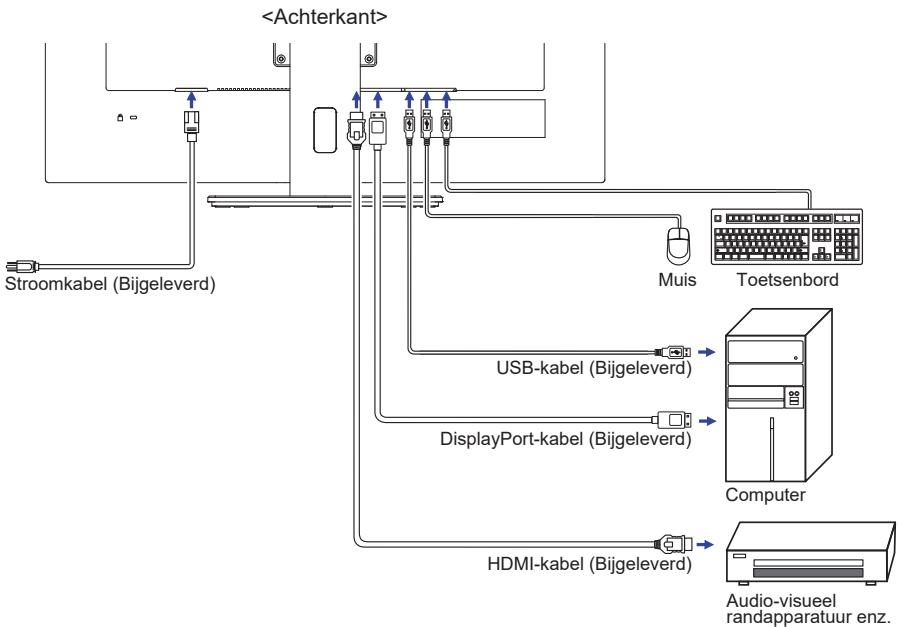 <Achterkant>
Stroomkabel (Bijgeleverd)
Muis
Toetsenbord
USB-kabel (Bijgeleverd)
DisplayPort-kabel (Bijgeleverd)
Computer
HDMI-kabel (Bijgeleverd)
Audio-visueel
randapparatuur enz.